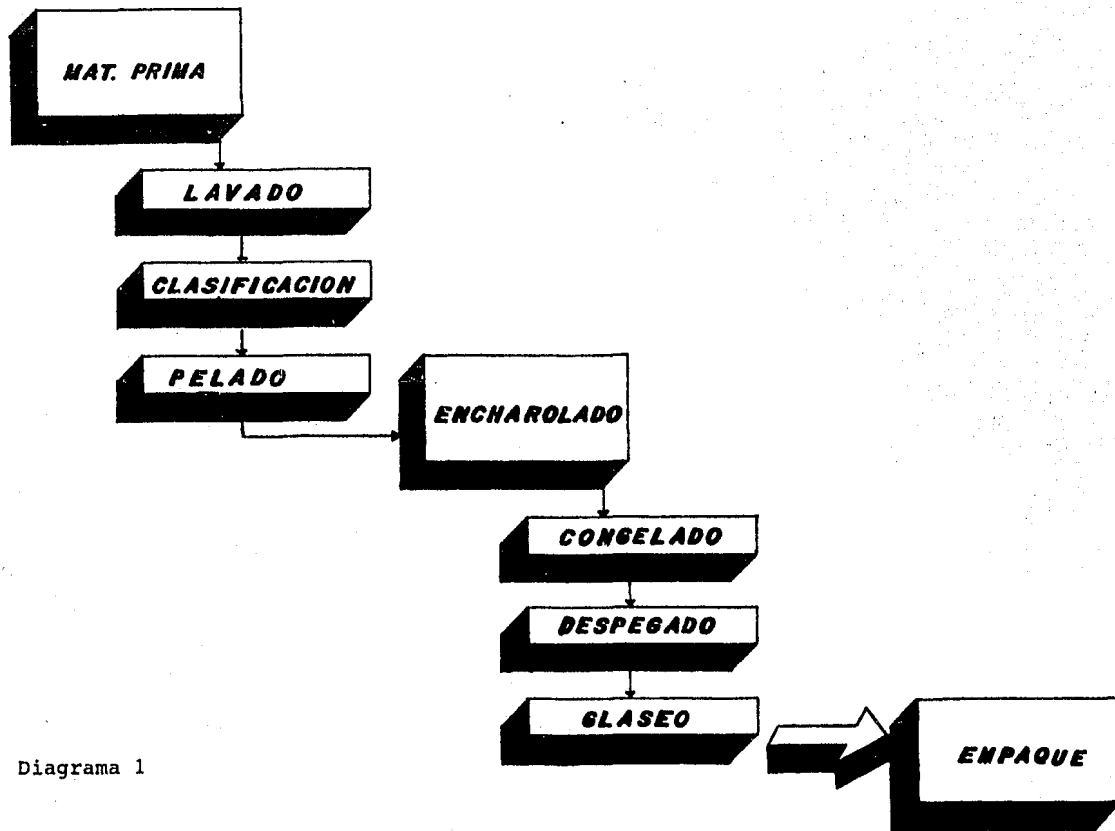 MAT. PRIMA
LAVADO
CLASIFICACION
PELADO
ENCHAROLADO
CONGELADO
DESPEGADO
GLASEO
EMPAQUE
Diagrama 1